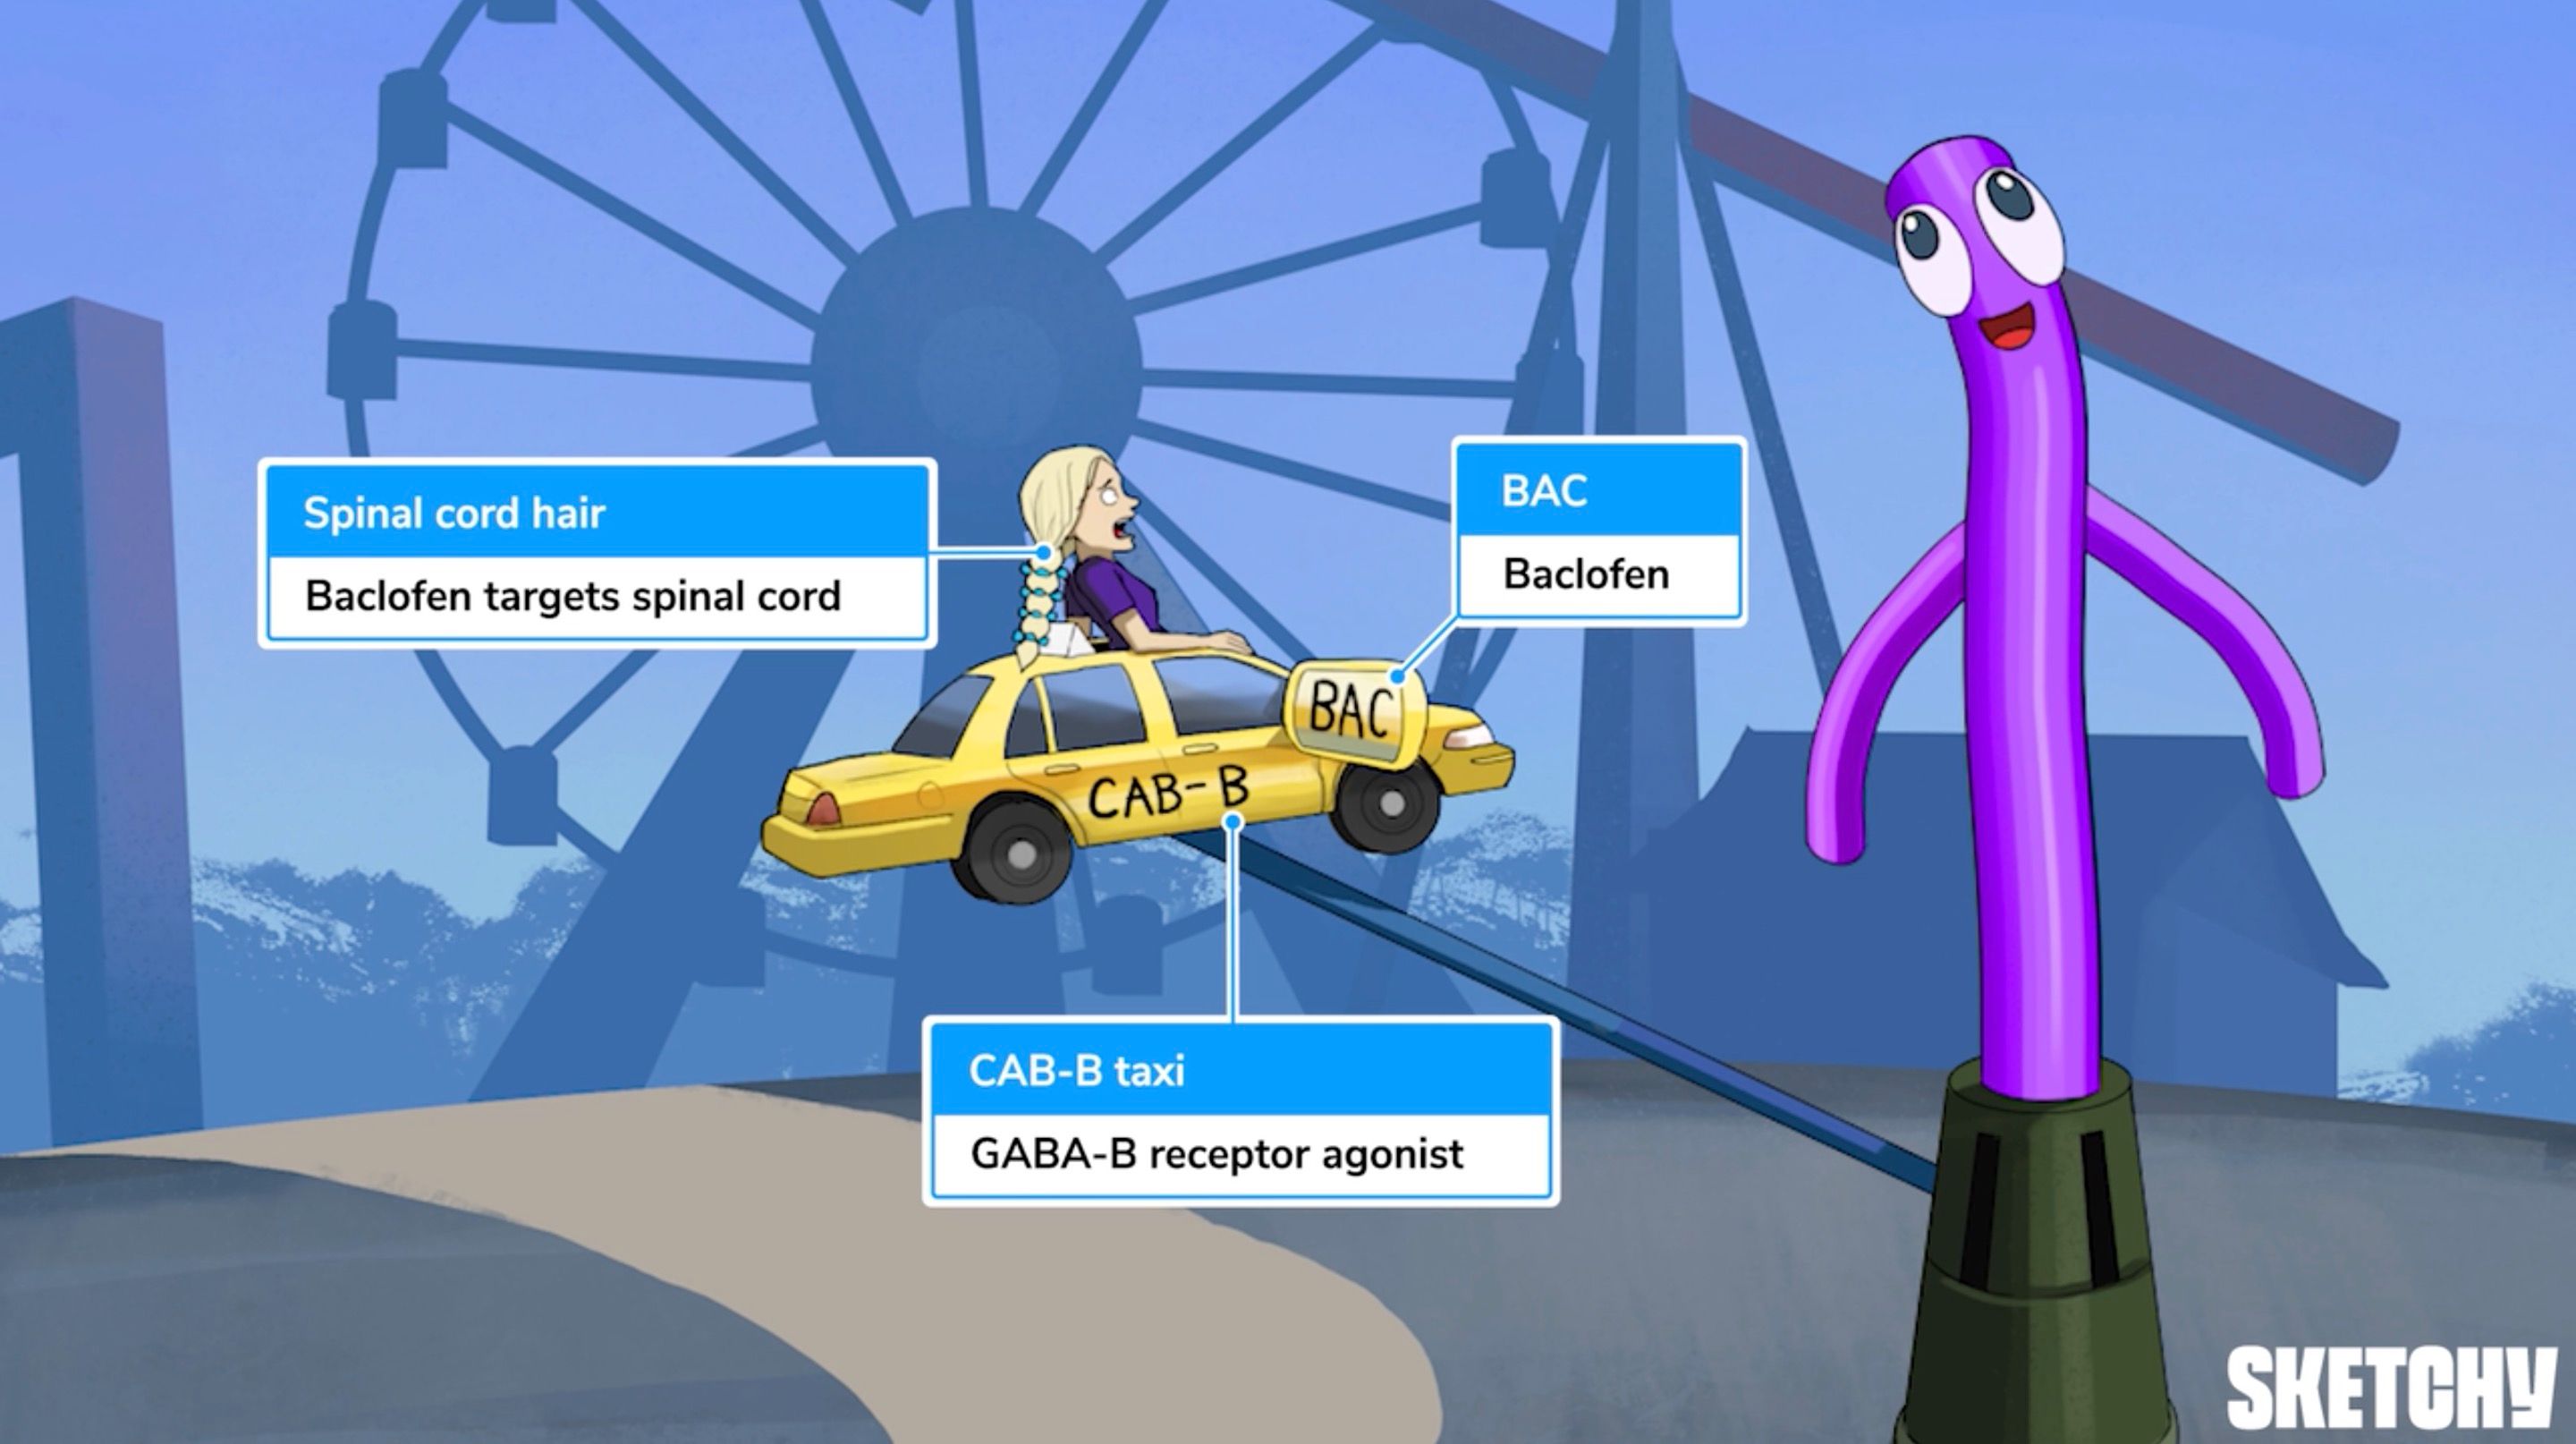 Spinal cord hair
Baclofen targets spinal cord
BAC
Baclofen
BAC
CAB-B
CAB-B taxi
GABA-B receptor agonist
SKETCHY